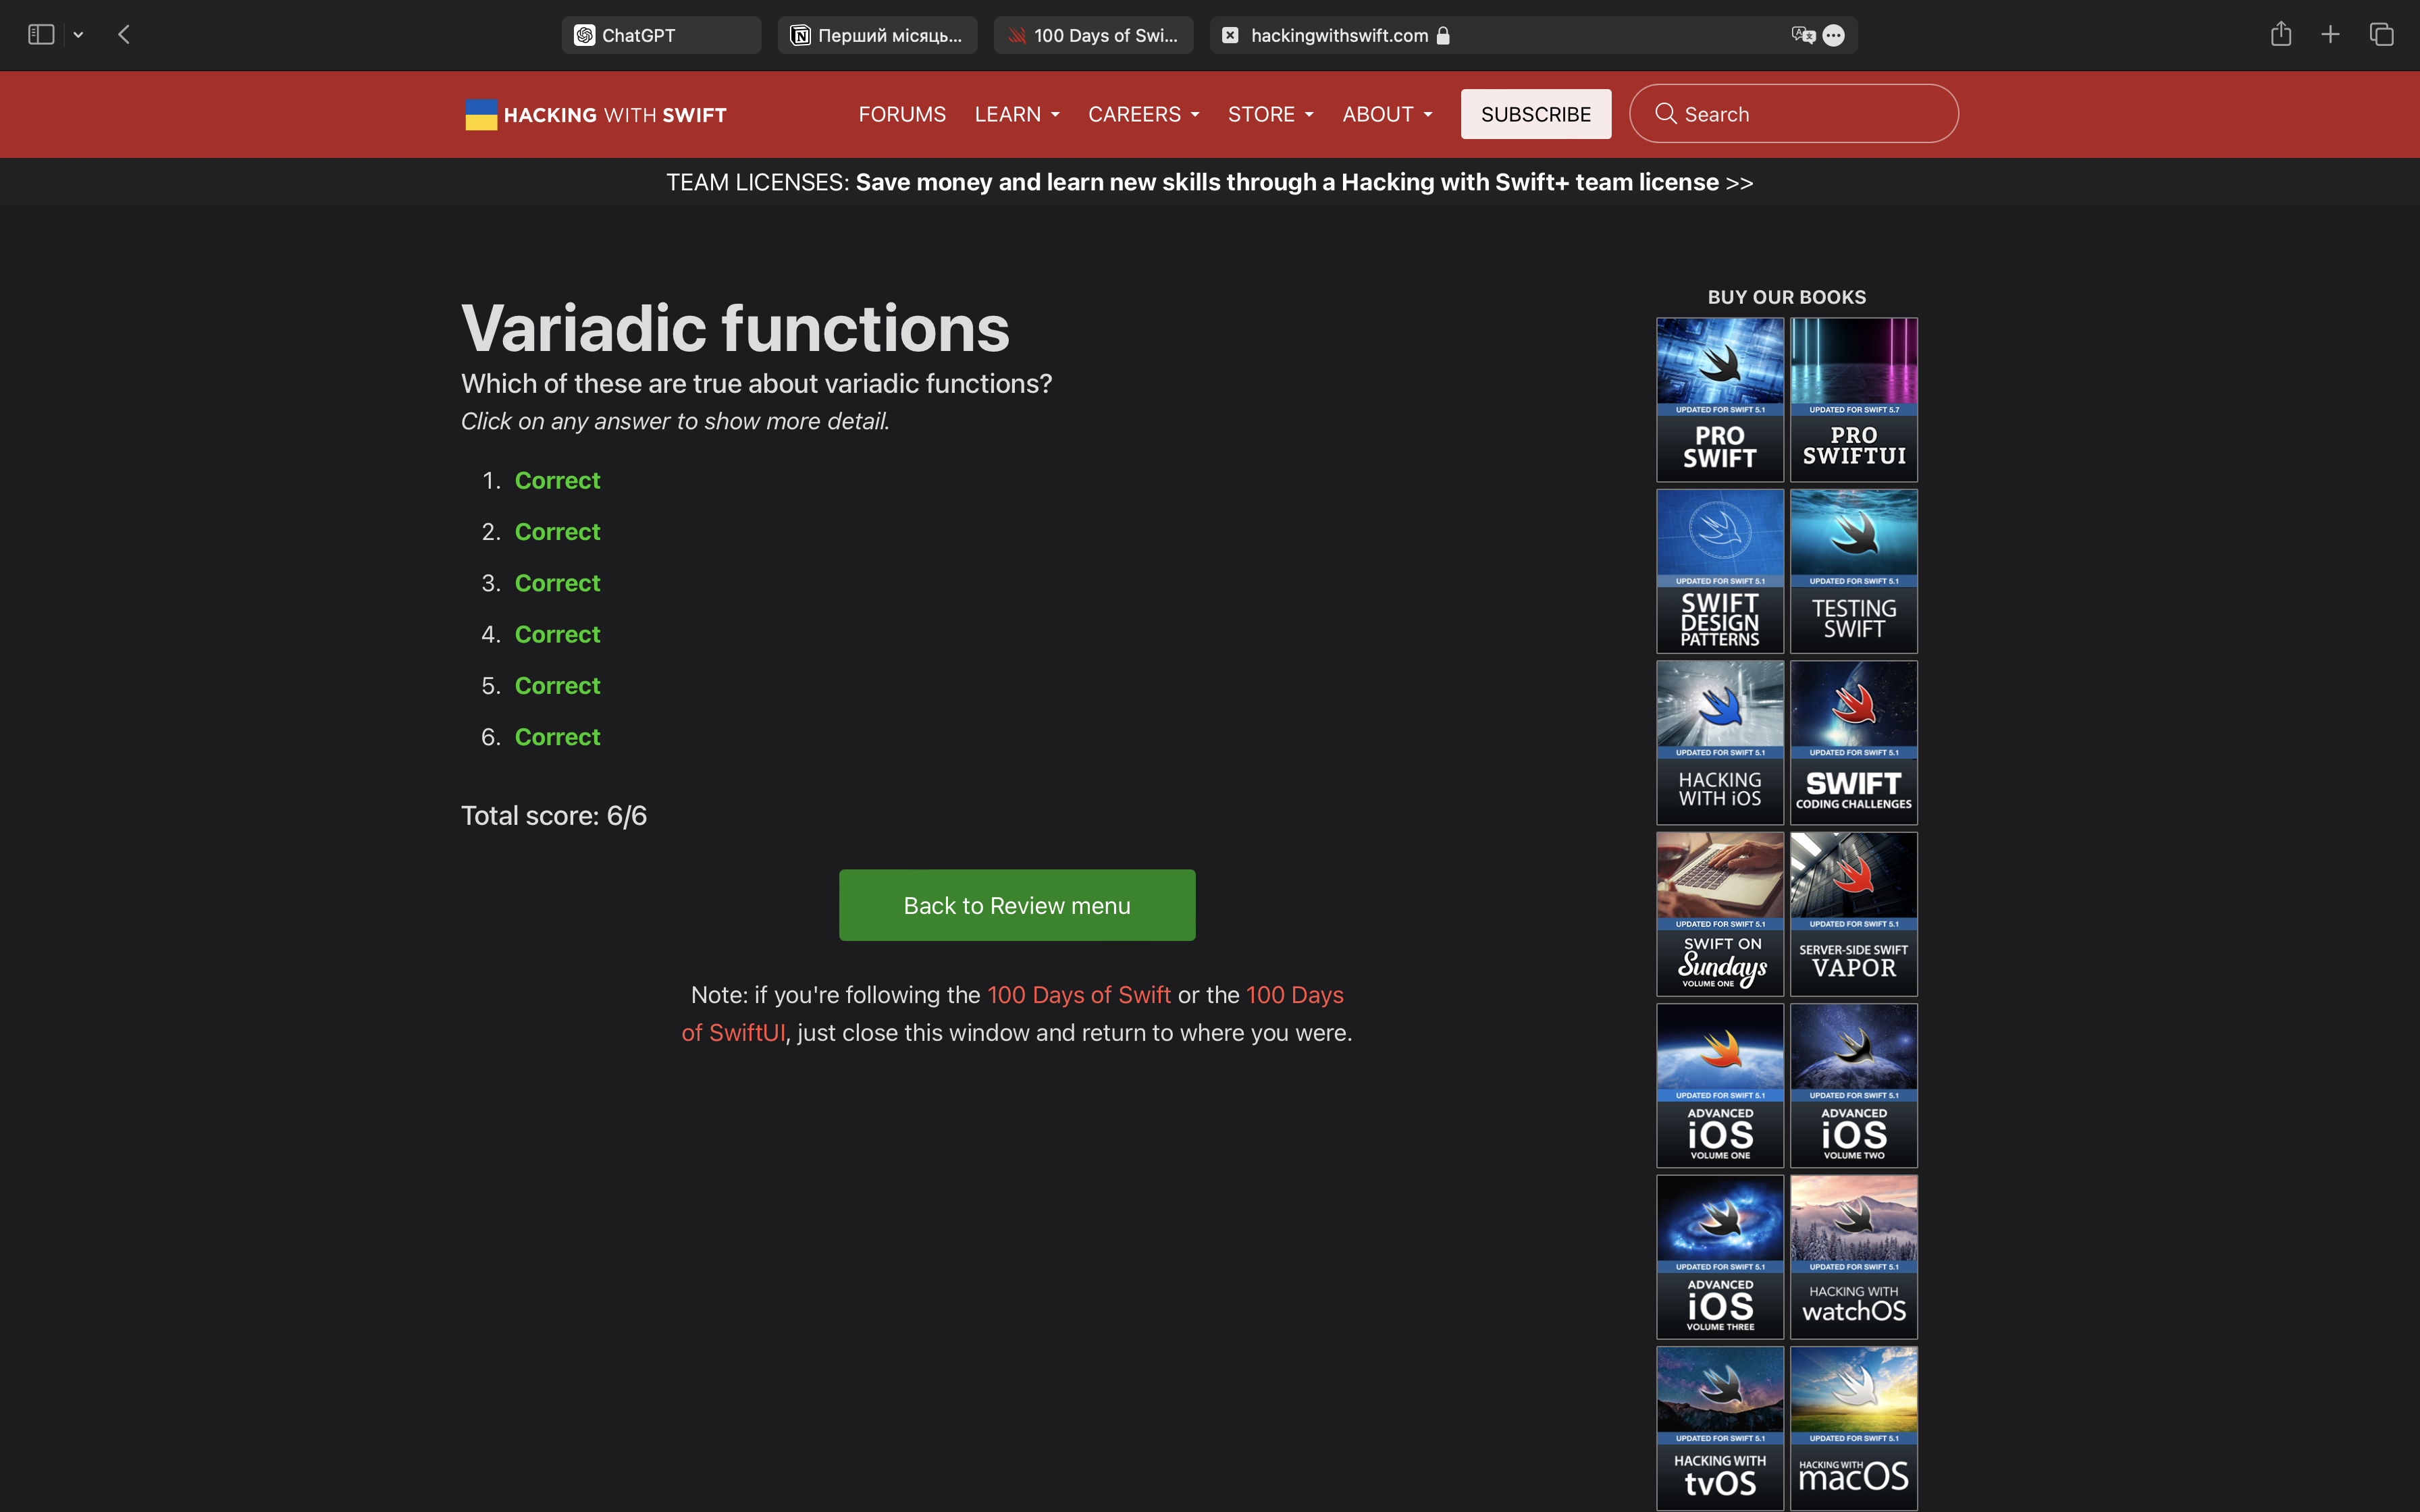 ChatGPT
Перший місяць...
100 Days of Swi...
hackingwithswift.com
HACKING WITH SWIFT
FORUMS
LEARN
CAREERS
STORE
ABOUT
SUBSCRIBE
Search
TEAM LICENSES: Save money and learn new skills through a Hacking with Swift+ team license >>
Variadic functions
Which of these are true about variadic functions?
Click on any answer to show more detail.
1. Correct
2. Correct
3. Correct
4. Correct
5. Correct
6. Correct
Total score: 6/6
Back to Review menu
Note: if you're following the 100 Days of Swift or the 100 Days
of SwiftUI, just close this window and return to where you were.
BUY OUR BOOKS
UPDATED FOR SWIFT 5.1
PRO
SWIFT
UPDATED FOR SWIFT 5.7
PRO
SWIFTUI
UPDATED FOR SWIFT 5.1
SWIFT
DESIGN
PATTERNS
UPDATED FOR SWIFT 5.1
TESTING
SWIFT
UPDATED FOR SWIFT 5.1
HACKING
WITH iOS
UPDATED FOR SWIFT 5.1
SWIFT
CODING CHALLENGES
UPDATED FOR SWIFT 5.1
SWIFT ON
Sundays
VOLUME ONE
UPDATED FOR SWIFT 5.1
SERVER-SIDE SWIFT
VAPOR
UPDATED FOR SWIFT 5.1
ADVANCED
iOS
VOLUME ONE
UPDATED FOR SWIFT 5.1
ADVANCED
iOS
VOLUME TWO
UPDATED FOR SWIFT 5.1
ADVANCED
iOS
VOLUME THREE
UPDATED FOR SWIFT 5.1
HACKING WITH
watchOS
UPDATED FOR SWIFT 5.1
HACKING WITH
tvOS
UPDATED FOR SWIFT 5.1
HACKING WITH
macOS